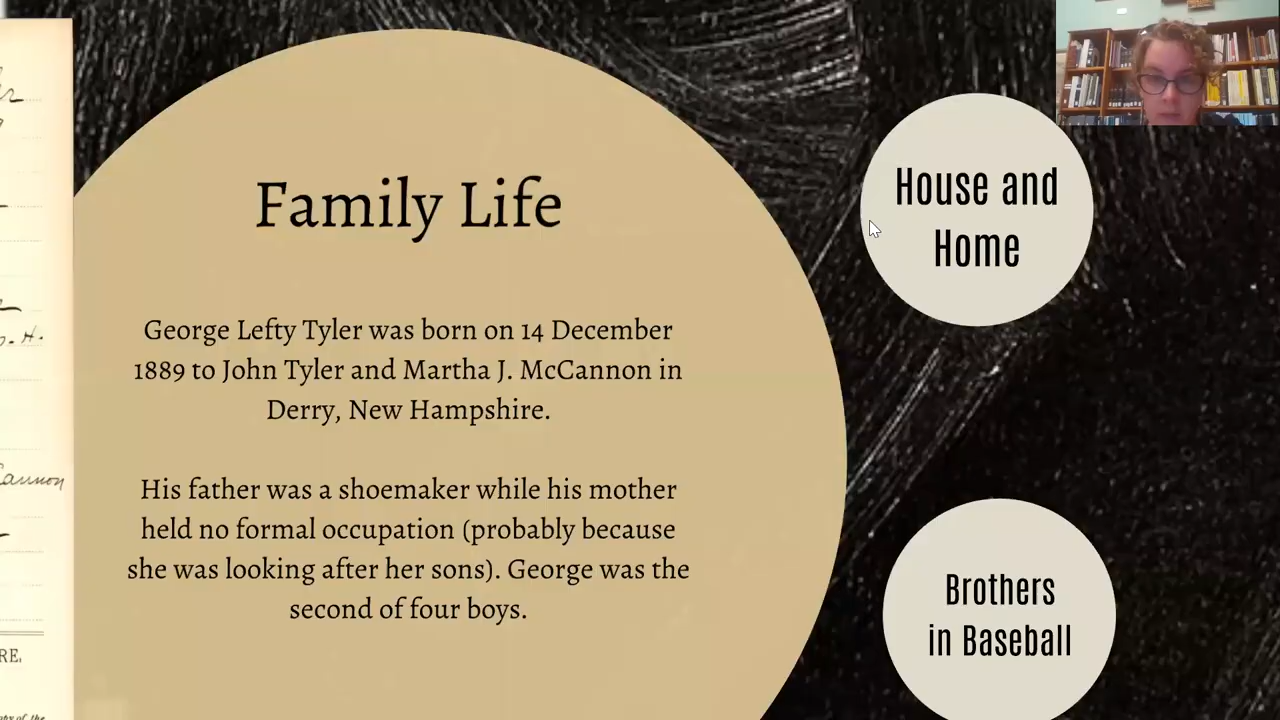 Family Life
George Lefty Tyler was born on 14 December
1889 to John Tyler and Martha J. McCannon in
Derry, New Hampshire.
His father was a shoemaker while his mother
held no formal occupation (probably because
she was looking after her sons). George was the
second of four boys.
House and
Home
Brothers
in Baseball
Cannon
RE.